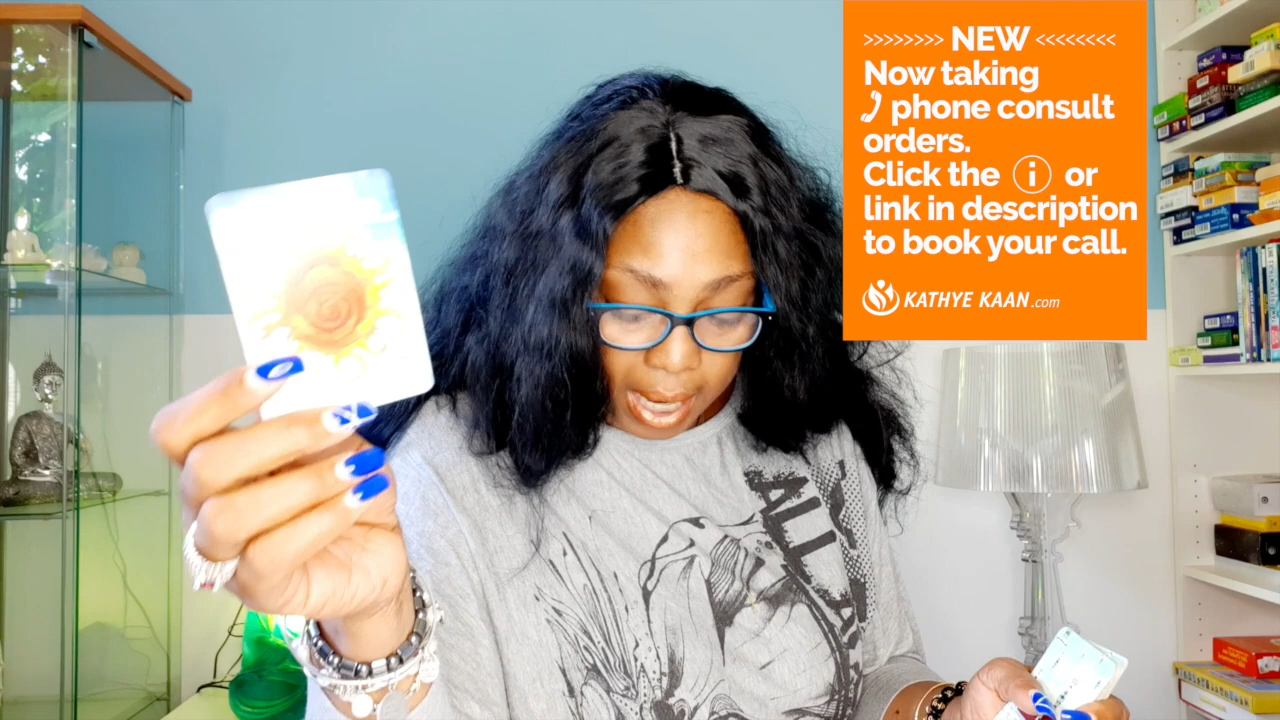 >>>>>>>> NEW <<<<<<<<
Now taking
phone consult
orders.
Click the i or
link in description
to book your call.
KATHYE KAAN.com
ALL